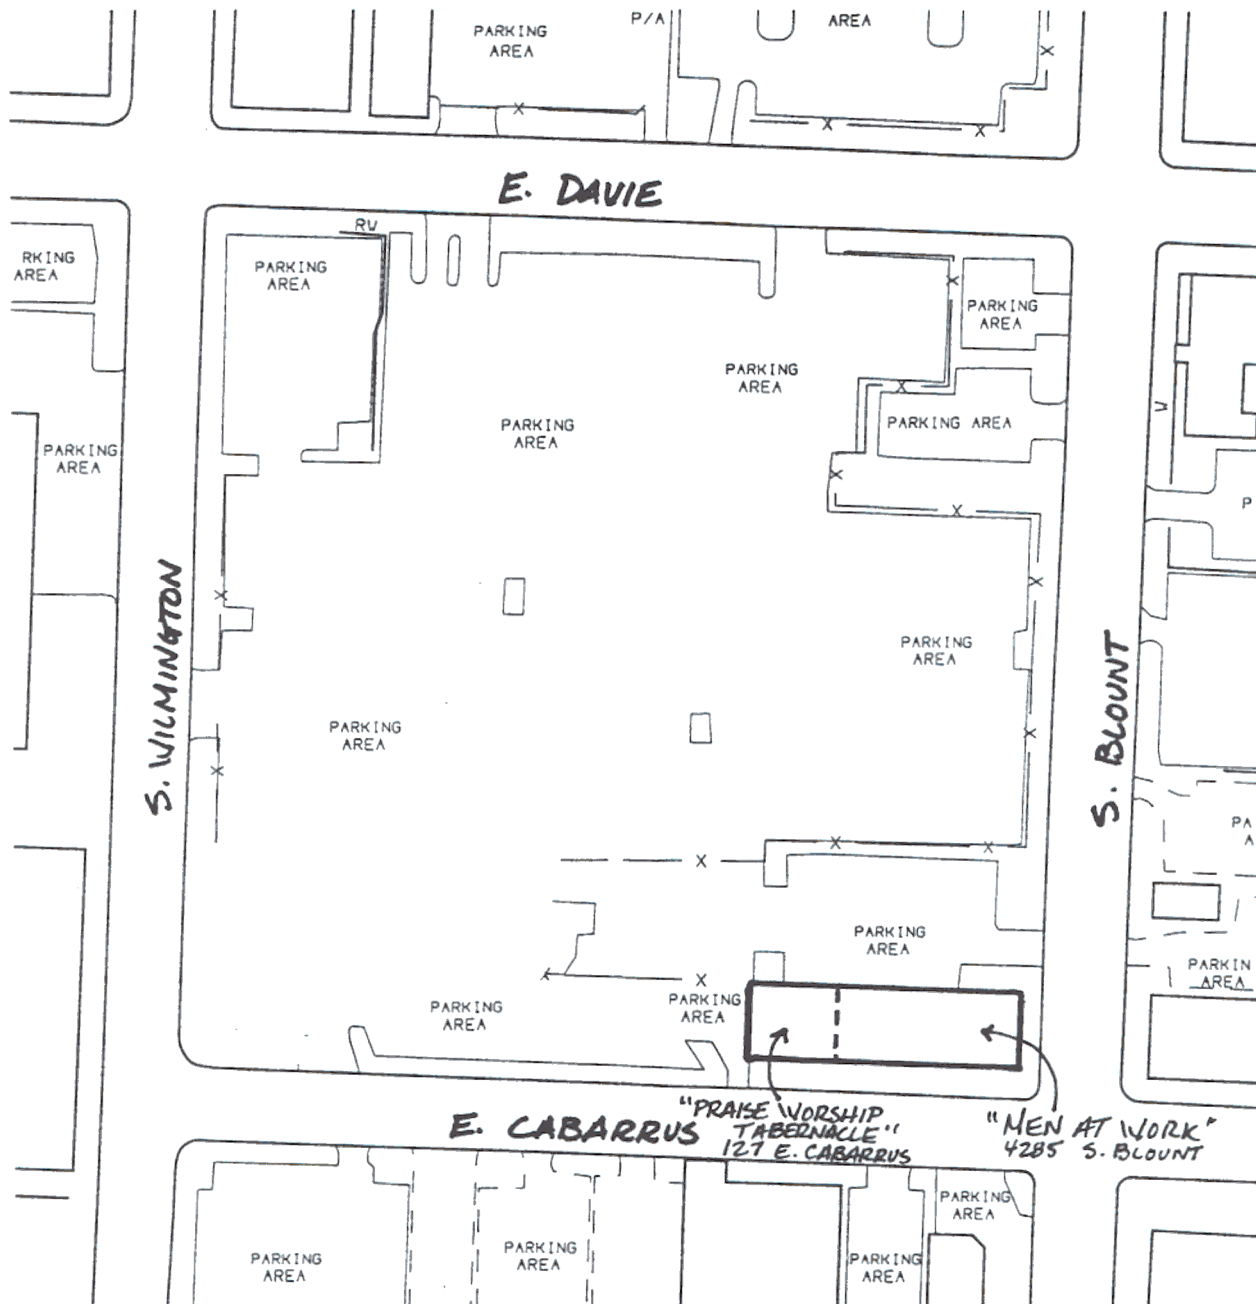 PARKING
AREA
P/A
AREA
E. DAVIE
RW
RKING
AREA
PARKING
AREA
PARKING
AREA
PARKING
AREA
PARKING
AREA
PARKING AREA
PARKING
AREA
W
P
S. WILMINGTON
PARKING
AREA
S. BLOUNT
PARKING
AREA
PA
A
PARKING
AREA
PARKIN
AREA
PARKING
AREA
PARKING
AREA
E. CABARRUS
"PRAISE WORSHIP
TABERNACLE"
127 E. CABARRUS
"MEN AT WORK"
428S S. BLOUNT
PARKING
AREA
PARKING
AREA
PARKING
AREA
PARKING
AREA